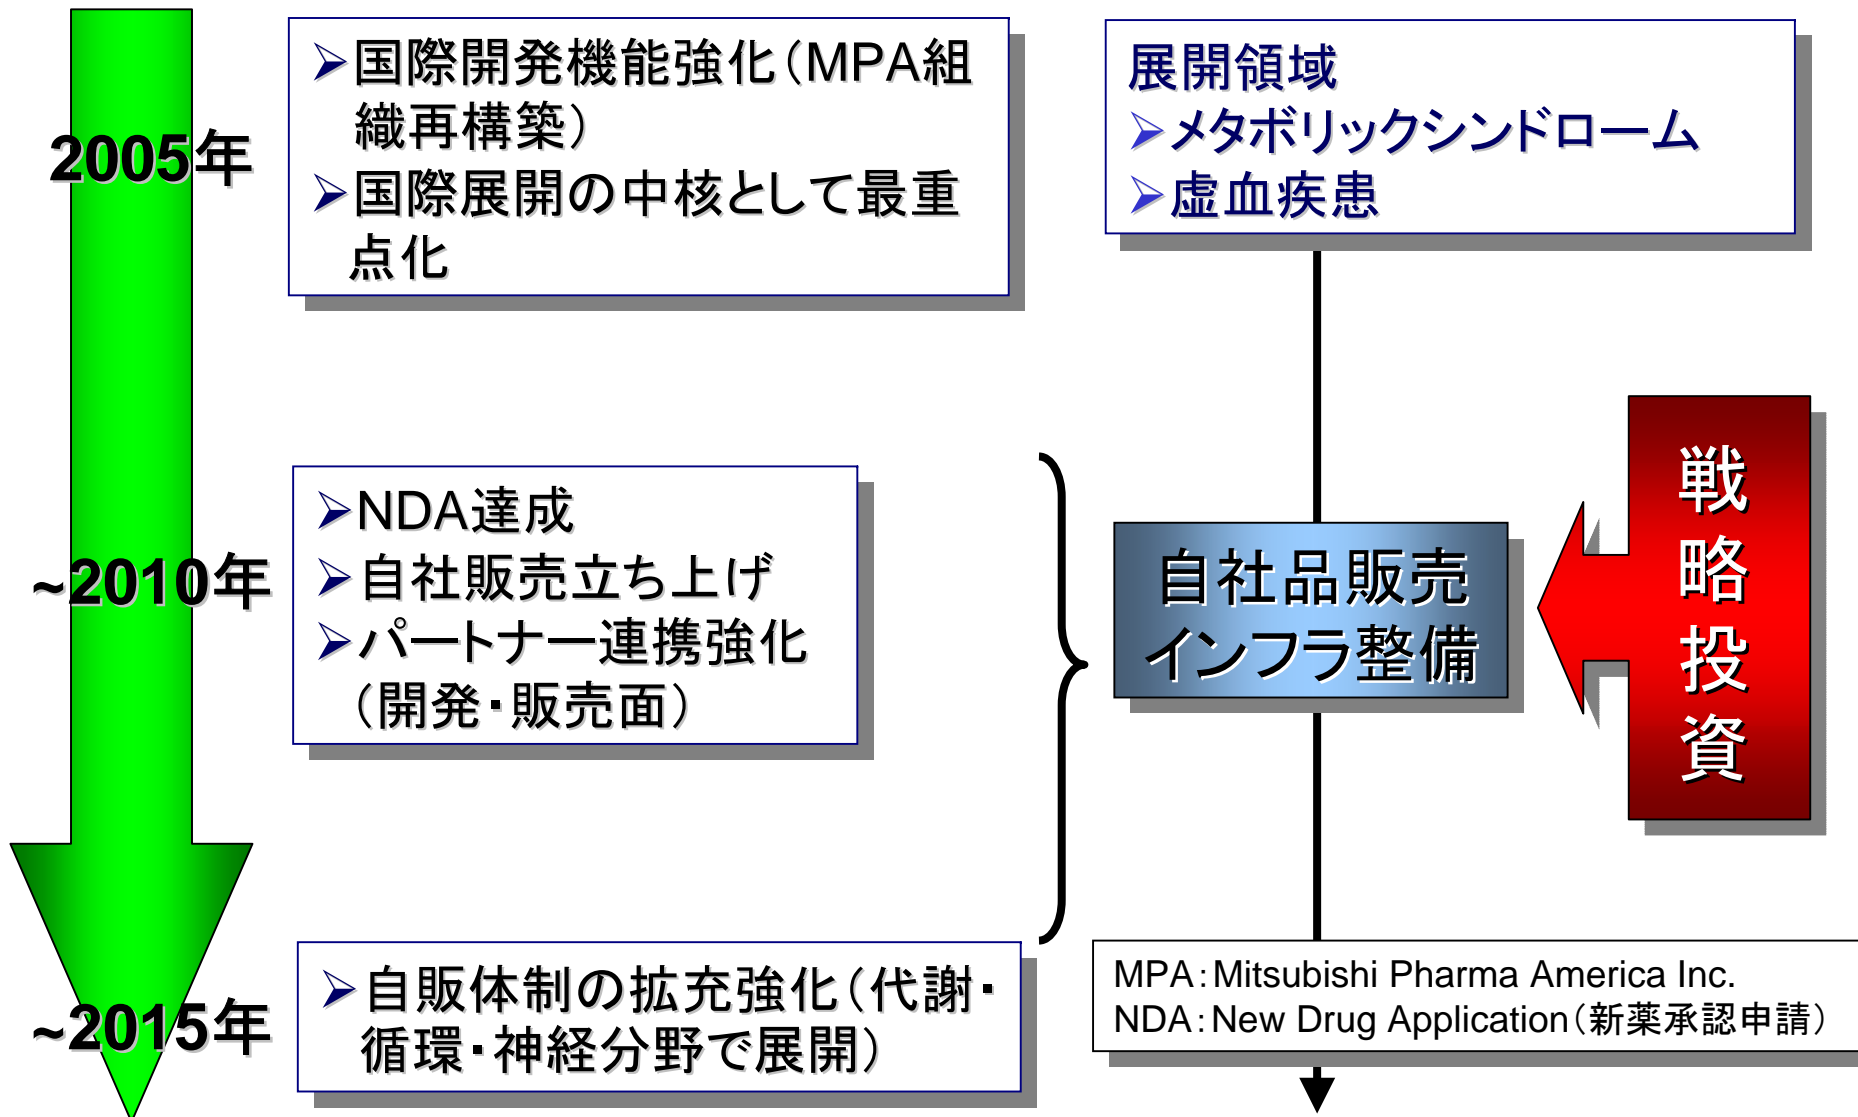 2005年
➢国際開発機能強化（MPA組
織再構築）
➢国際展開の中核として最重
点化
展開領域
➢メタボリックシンドローム
➢虚血疾患
~2010年
➢NDA達成
➢自社販売立ち上げ
➢パートナー連携強化
（開発・販売面）
自社品販売
インフラ整備
戦
略
投
資
~2015年
➢自販体制の拡充強化（代謝・
循環・神経分野で展開）
MPA：Mitsubishi Pharma America Inc.
NDA：New Drug Application（新薬承認申請）